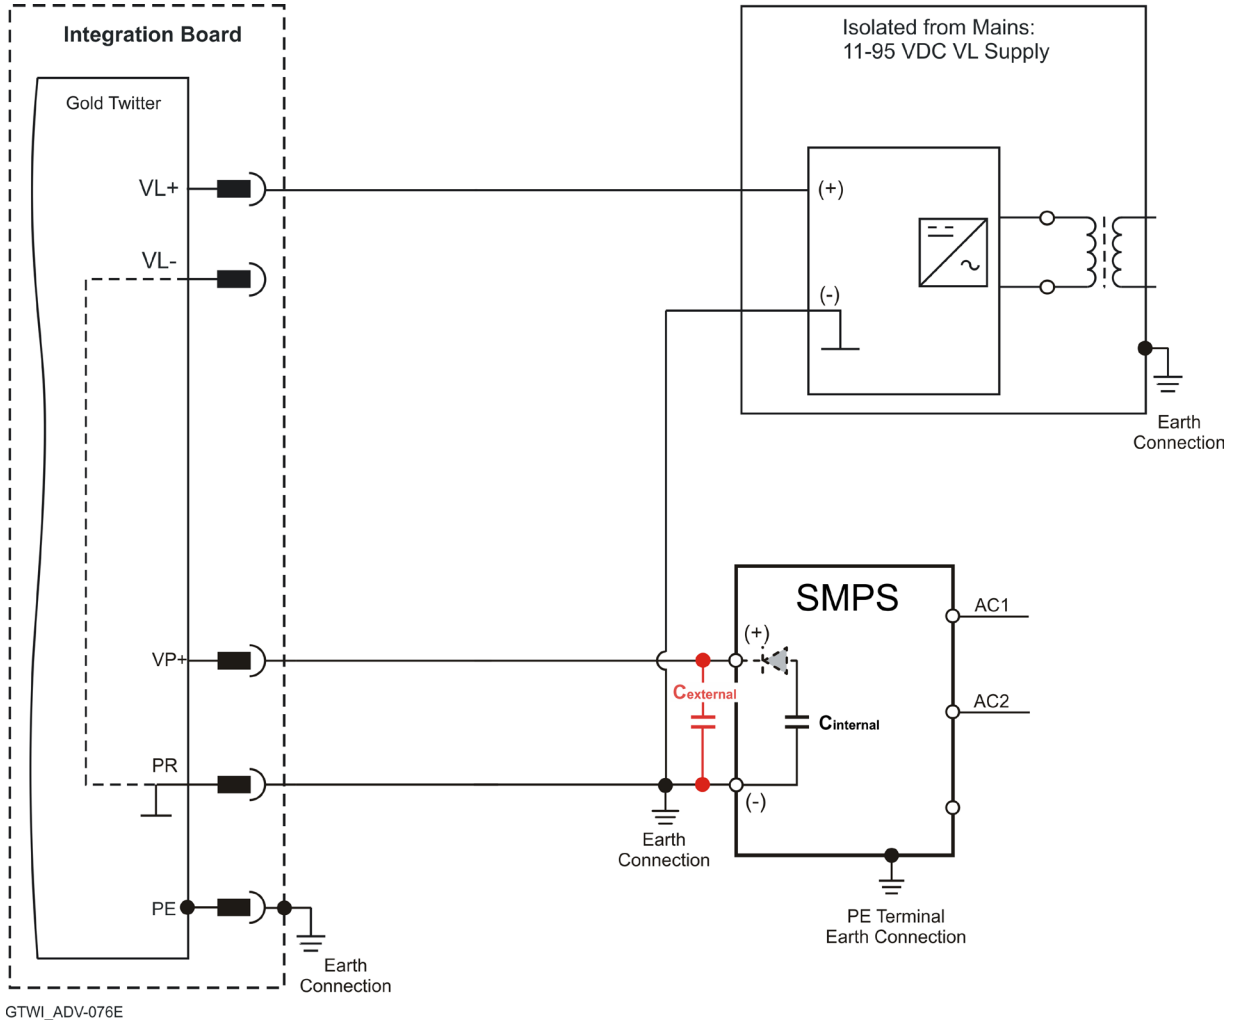 Integration Board
Gold Twitter
VL+
VL-
VP+
PR
PE
Earth
Connection
Isolated from Mains:
11-95 VDC VL Supply
(+)
(-)
Earth
Connection
SMPS
(+)
AC1
Cexternal
Cinternal
AC2
(-)
Earth
Connection
PE Terminal
Earth Connection
GTWI_ADV-076E